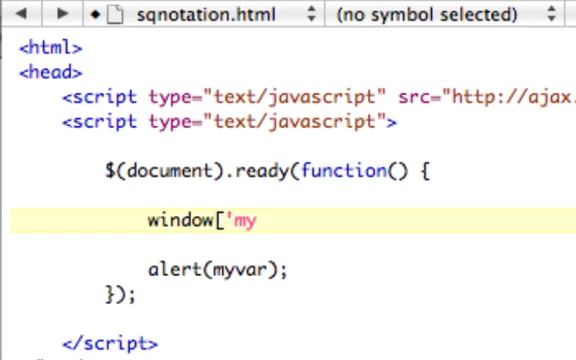 sqnotation.html (no symbol selected)
<html>
<head>
<script type="text/javascript" src="http://ajax.
<script type="text/javascript">
$(document).ready(function() {
window['my
alert(myvar);
});
</script>